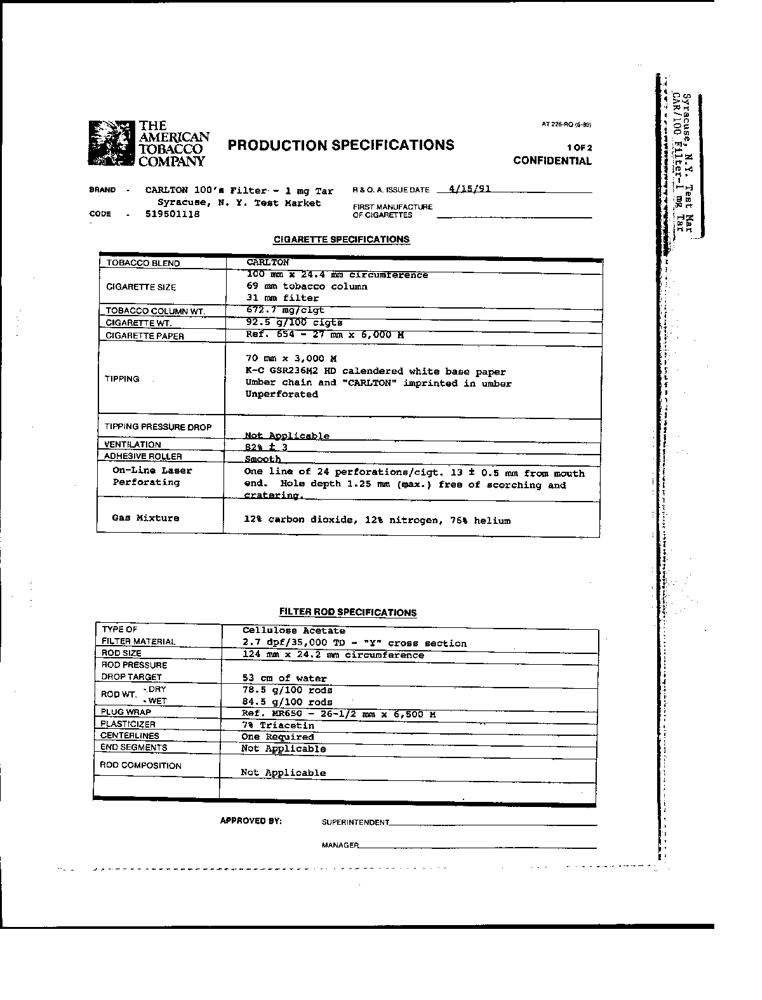 Syracuse, N.Y. Test Mar
CAR/100 Filter-1 mg Tar
THE
AMERICAN
TOBACCO
COMPANY
PRODUCTION SPECIFICATIONS
AT 226-RQ (5-89)
1 OF 2
CONFIDENTIAL
BRAND - CARLTON 100's Filter - 1 mg Tar
Syracuse, N. Y. Test Market
CODE - 519501118
R & Q. A. ISSUE DATE 4/15/91
FIRST MANUFACTURE
OF CIGARETTES
CIGARETTE SPECIFICATIONS
TOBACCO BLEND CARLTON
CIGARETTE SIZE 100 mm x 24.4 mm circumference
69 mm tobacco column
31 mm filter
TOBACCO COLUMN WT. 672.7 mg/cigt
CIGARETTE WT. 92.5 g/100 cigts
CIGARETTE PAPER Ref. 654 - 27 mm x 6,000 M
TIPPING 70 mm x 3,000 M
K-C GSR236M2 HD calendered white base paper
Umber chain and "CARLTON" imprinted in umber
Unperforated
TIPPING PRESSURE DROP Not Applicable
VENTILATION 82% ± 3
ADHESIVE ROLLER Smooth
On-Line Laser One line of 24 perforations/cigt. 13 ± 0.5 mm from mouth
Perforating end. Hole depth 1.25 mm (max.) free of scorching and
cratering.
Gas Mixture 12% carbon dioxide, 12% nitrogen, 76% helium
FILTER ROD SPECIFICATIONS
TYPE OF Cellulose Acetate
FILTER MATERIAL 2.7 dpf/35,000 TD - "Y" cross section
ROD SIZE 124 mm x 24.2 mm circumference
ROD PRESSURE
DROP TARGET 53 cm of water
ROD WT. - DRY 78.5 g/100 rods
- WET 84.5 g/100 rods
PLUG WRAP Ref. MR650 - 26-1/2 mm x 6,500 M
PLASTICIZER 7% Triacetin
CENTERLINES One Required
END SEGMENTS Not Applicable
ROD COMPOSITION Not Applicable
APPROVED BY: SUPERINTENDENT
MANAGER